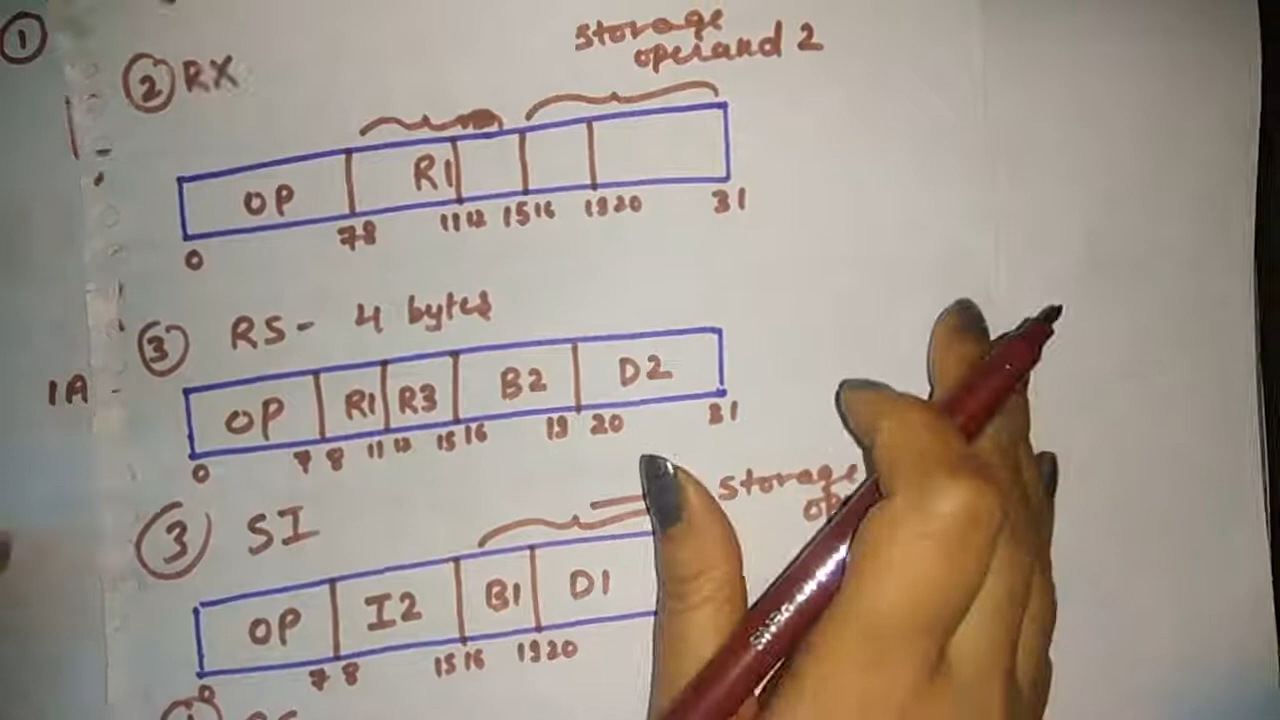 ①
storage
operand 2
② RX
OP R1
0 7 8 11 12 15 16 19 20 31
③ RS - 4 bytes
1A
OP R1 R3 B2 D2
0 7 8 11 12 15 16 19 20 31
storage
③ SI
OP I2 B1 D1
0 7 8 15 16 19 20